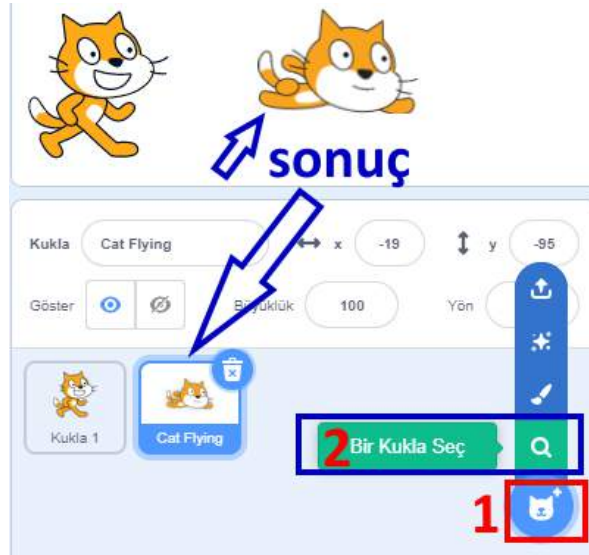 sonuç
Kukla Cat Flying x -19 y -95
Göster Büyüklük 100 Yön
Kukla 1 Cat Flying 2 Bir Kukla Seç
1